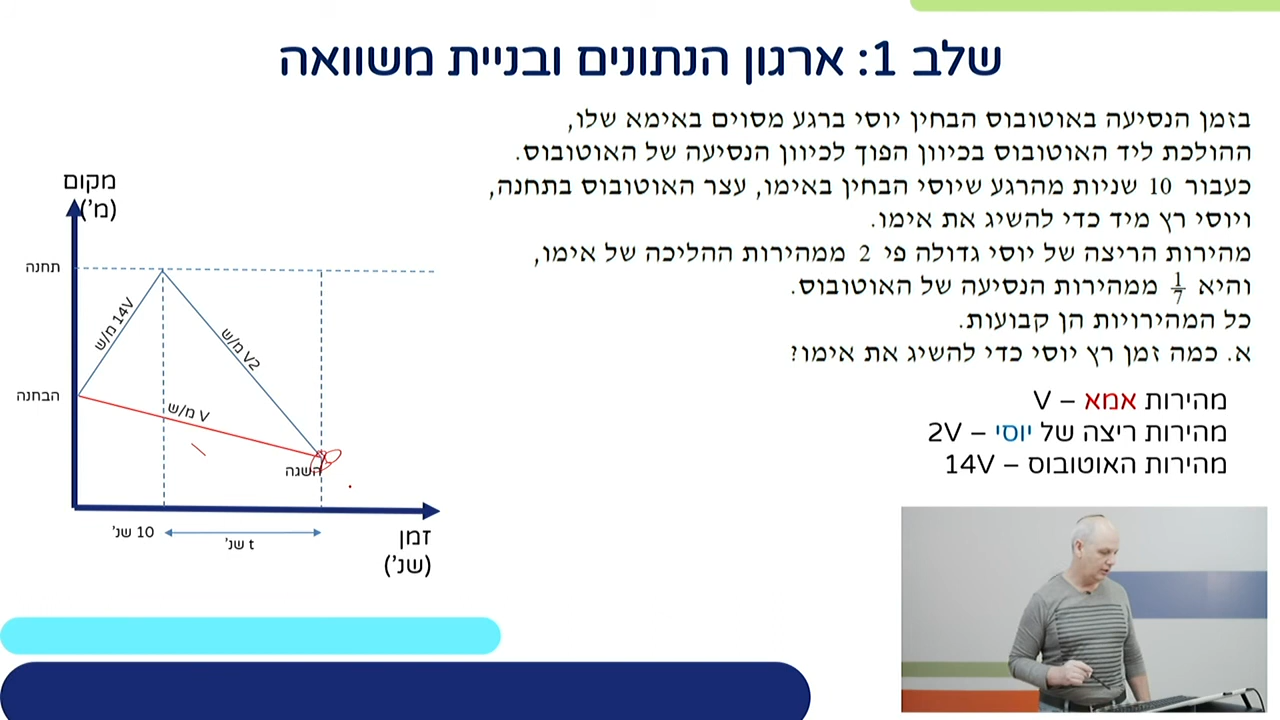 שלב 1: ארגון הנתונים ובניית משוואה
בזמן הנסיעה באוטובוס הבחין יוסי ברגע מסוים באימא שלו,
ההולכת ליד האוטובוס בכיוון הפוך לכיוון הנסיעה של האוטובוס.
כעבור 10 שניות מהרגע שיוסי הבחין באימו, עצר האוטובוס בתחנה,
ויוסי רץ מיד כדי להשיג את אימו.
מהירות הריצה של יוסי גדולה פי 2 ממהירות ההליכה של אימו,
והיא 1/7 ממהירות הנסיעה של האוטובוס.
כל המהירויות הן קבועות.
א. כמה זמן רץ יוסי כדי להשיג את אימו?
מהירות אמא – V
מהירות ריצה של יוסי – 2V
מהירות האוטובוס – 14V
מקום
(מ')
תחנה
14V מ/ש
V2 מ/ש
הבחנה
V מ/ש
השגה
10 שנ'
t שנ'
זמן
(שנ')